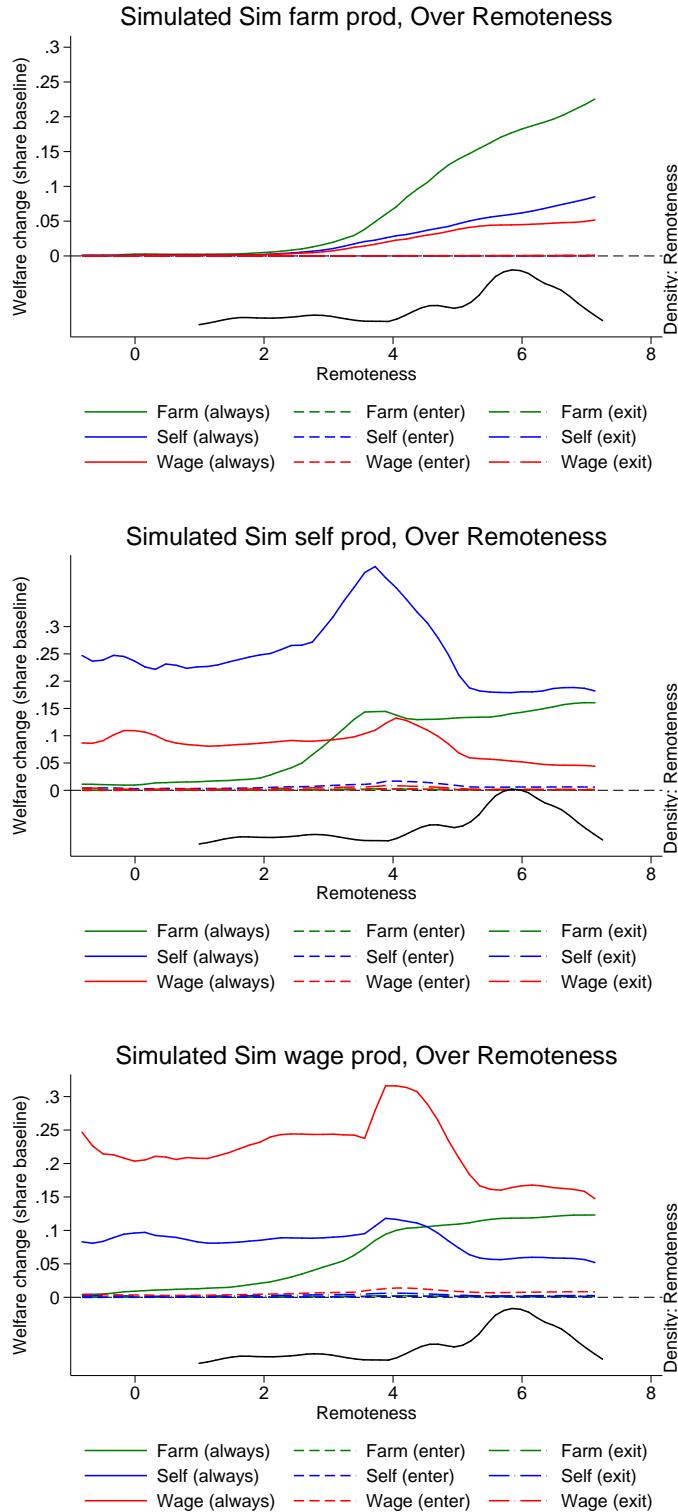 Simulated Sim farm prod, Over Remoteness
Welfare change (share baseline)
.3
.25
.2
.15
.1
.05
0
Density: Remoteness
0 2 4 6 8
Remoteness
Farm (always) Farm (enter) Farm (exit)
Self (always) Self (enter) Self (exit)
Wage (always) Wage (enter) Wage (exit)
Simulated Sim self prod, Over Remoteness
Welfare change (share baseline)
.3
.25
.2
.15
.1
.05
0
Density: Remoteness
0 2 4 6 8
Remoteness
Farm (always) Farm (enter) Farm (exit)
Self (always) Self (enter) Self (exit)
Wage (always) Wage (enter) Wage (exit)
Simulated Sim wage prod, Over Remoteness
Welfare change (share baseline)
.3
.25
.2
.15
.1
.05
0
Density: Remoteness
0 2 4 6 8
Remoteness
Farm (always) Farm (enter) Farm (exit)
Self (always) Self (enter) Self (exit)
Wage (always) Wage (enter) Wage (exit)